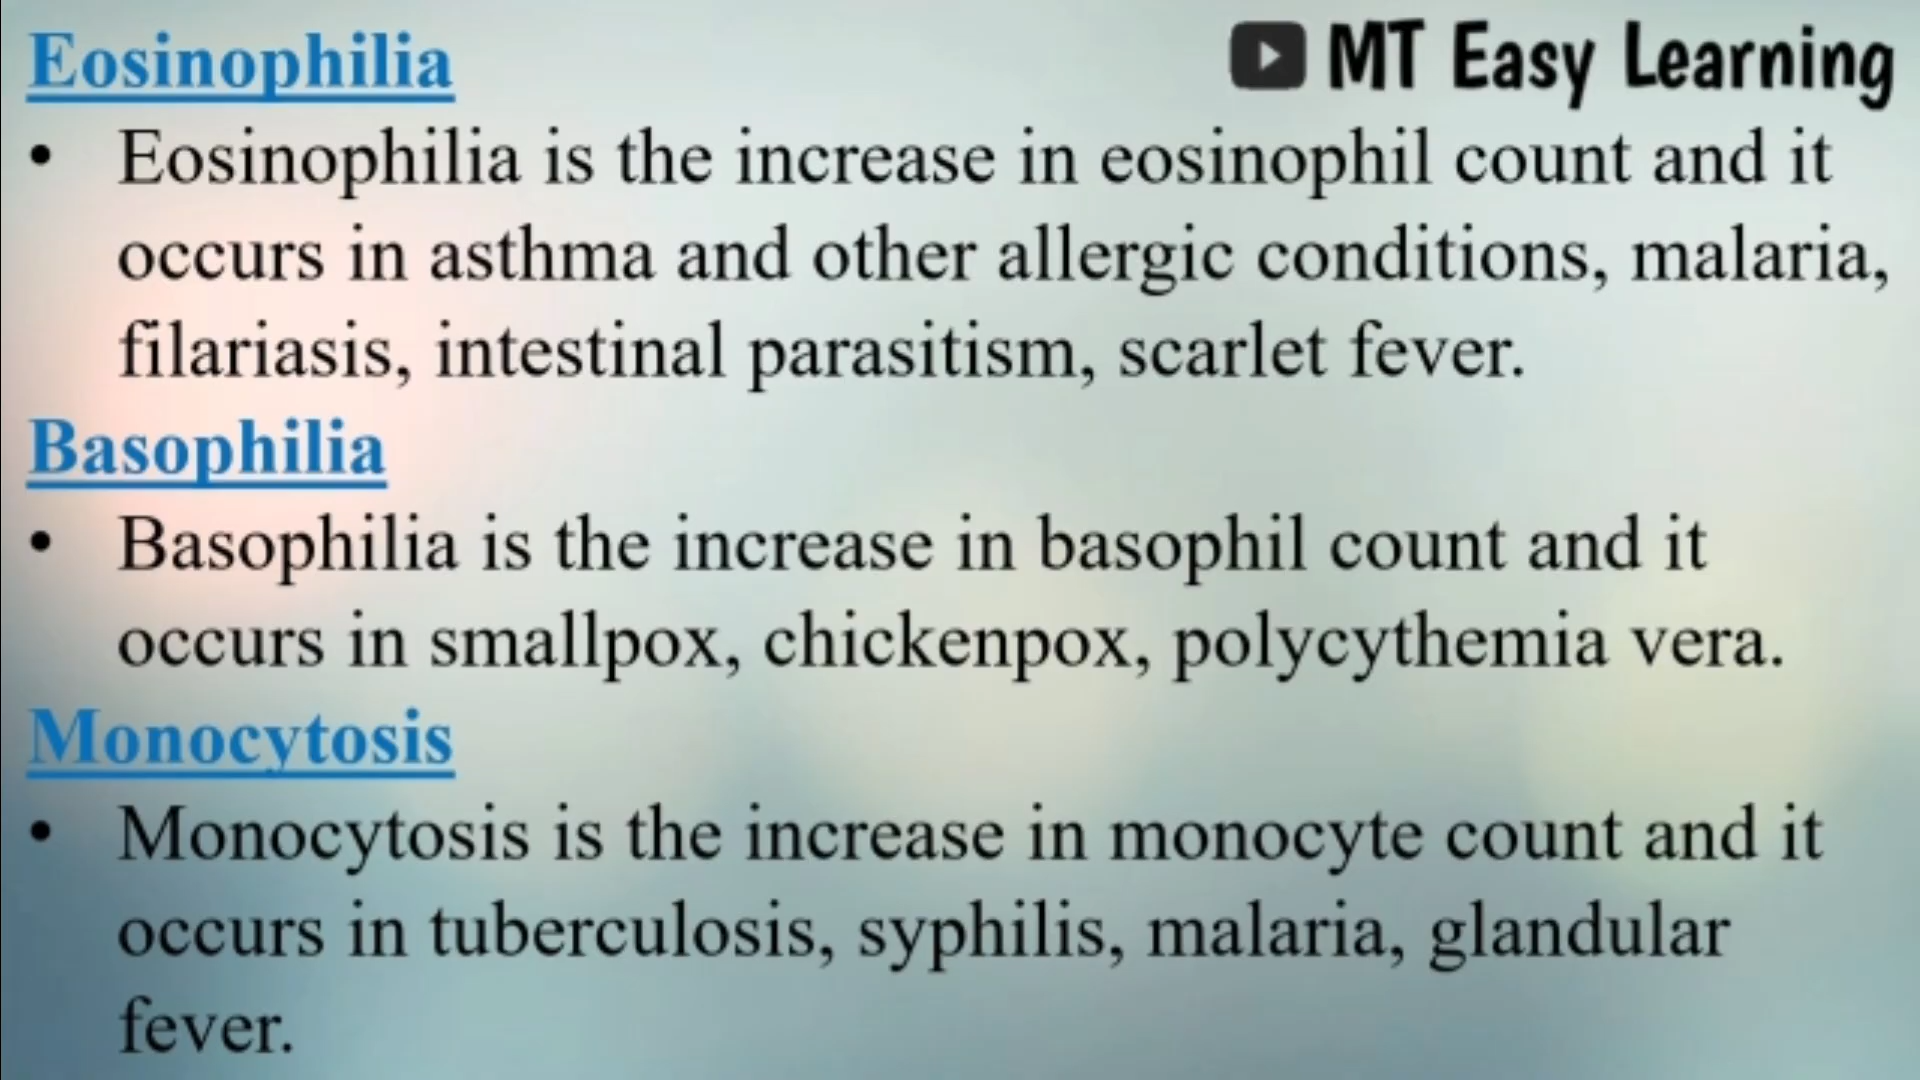 Eosinophilia
MT Easy Learning
• Eosinophilia is the increase in eosinophil count and it
occurs in asthma and other allergic conditions, malaria,
filariasis, intestinal parasitism, scarlet fever.
Basophilia
• Basophilia is the increase in basophil count and it
occurs in smallpox, chickenpox, polycythemia vera.
Monocytosis
• Monocytosis is the increase in monocyte count and it
occurs in tuberculosis, syphilis, malaria, glandular
fever.